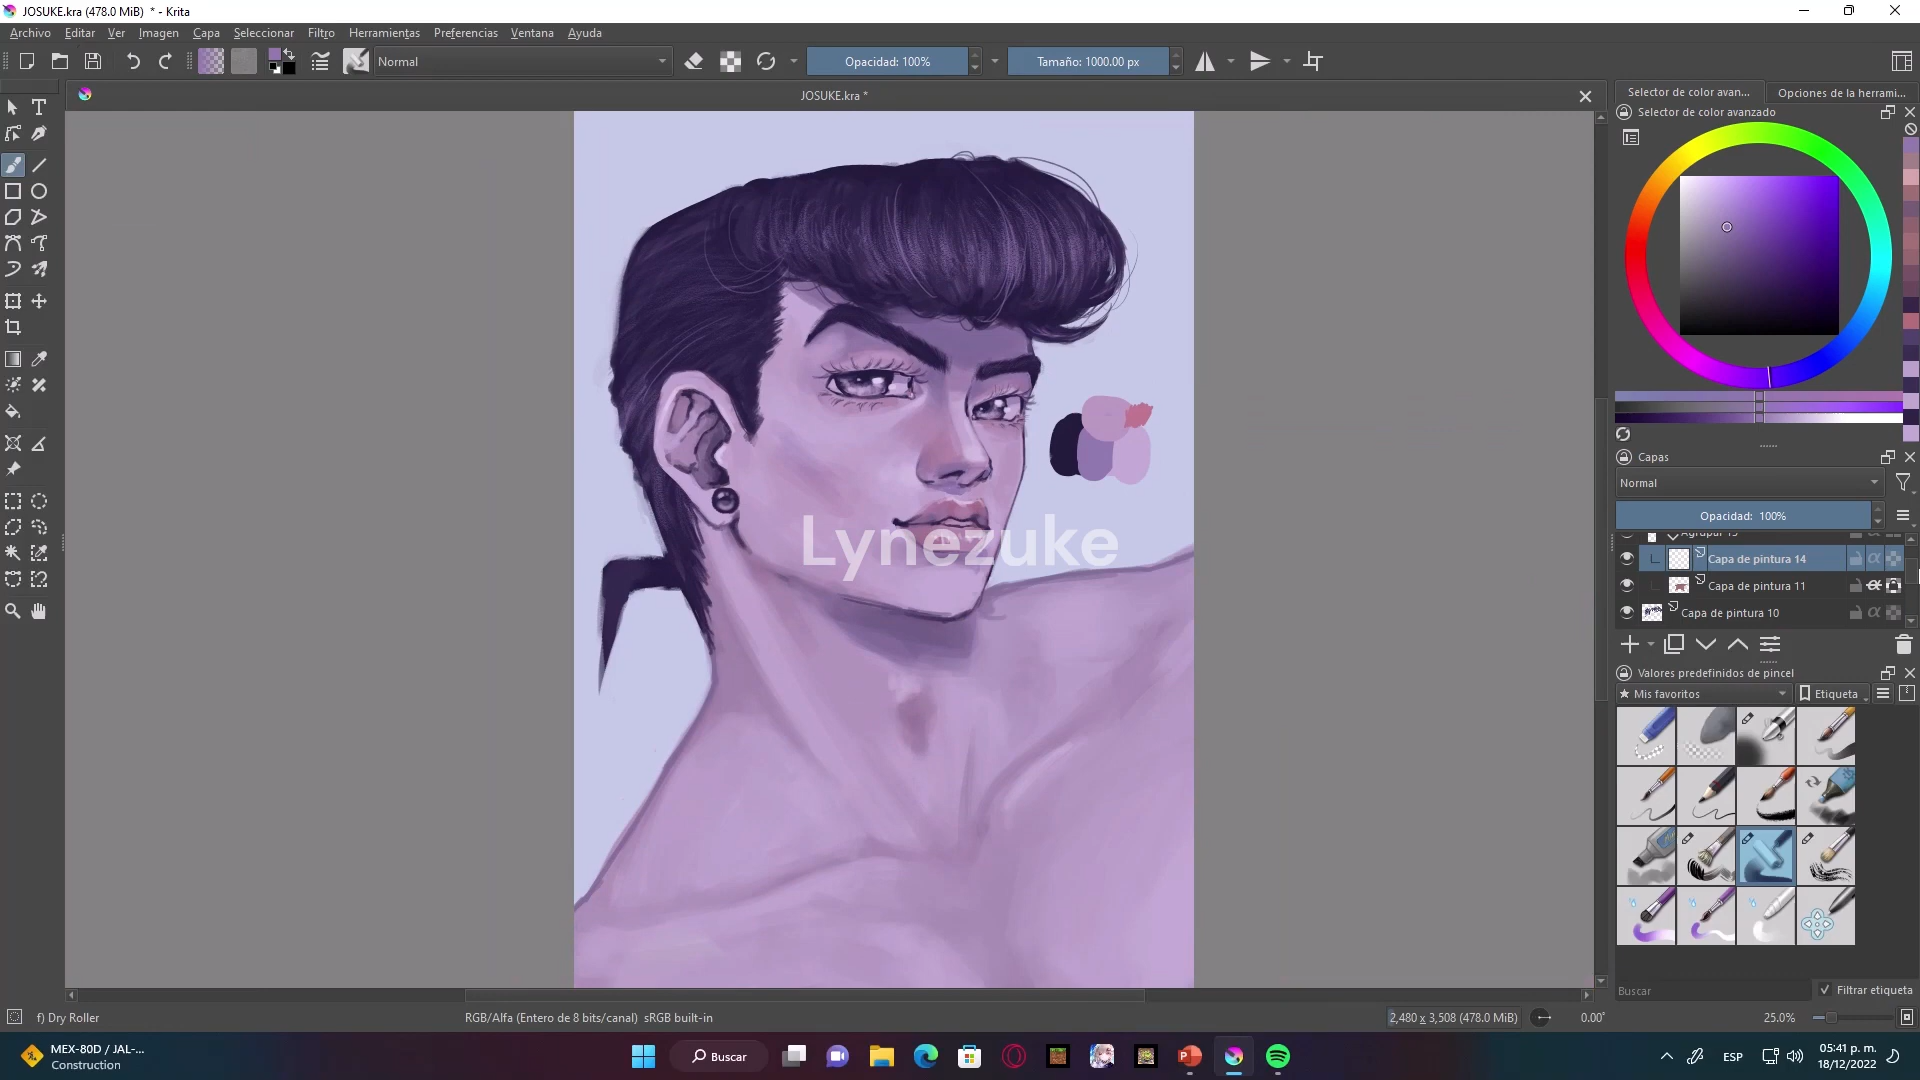 JOSUKE.kra (478.0 MiB) * - Krita
Archivo Editar Ver Imagen Capa Seleccionar Filtro Herramientas Preferencias Ventana Ayuda
Normal Opacidad: 100% Tamaño: 1000.00 px
JOSUKE.kra *
Selector de color avan... Opciones de la herrami...
Selector de color avanzado
Capas
Normal
Opacidad: 100%
Agrupar 15
Capa de pintura 14
Capa de pintura 11
Capa de pintura 10
Valores predefinidos de pincel
Mis favoritos Etiqueta
Lynezuke
Buscar Filtrar etiqueta
f) Dry Roller RGB/Alfa (Entero de 8 bits/canal) sRGB built-in 2,480 x 3,508 (478.0 MiB) 0.00° 25.0%
MEX-80D / JAL-...
Construction
Buscar
ESP
05:41 p. m.
18/12/2022